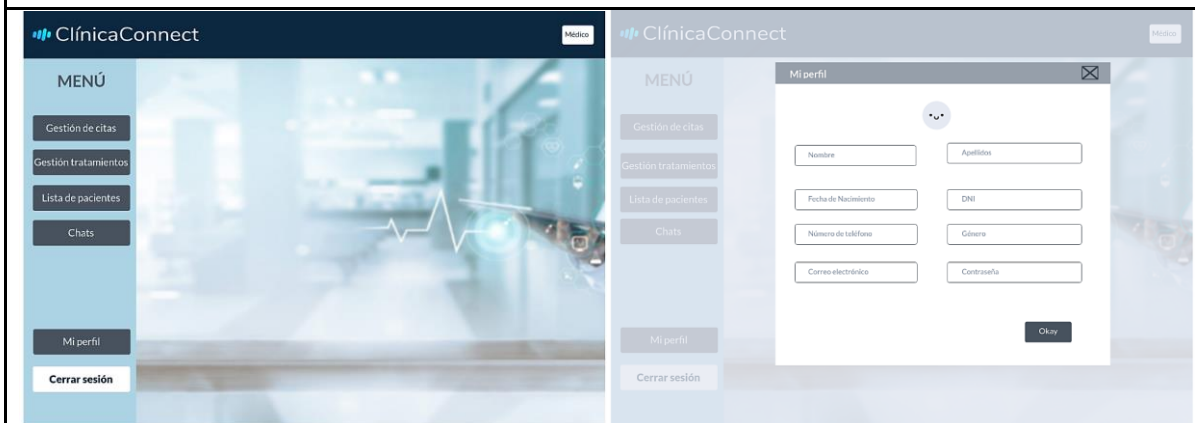 ClínicaConnect
Médico
MENÚ
Gestión de citas
Gestión tratamientos
Lista de pacientes
Chats
Mi perfil
Cerrar sesión
ClínicaConnect
Médico
MENÚ
Gestión de citas
Gestión tratamientos
Lista de pacientes
Chats
Mi perfil
Cerrar sesión
Mi perfil
Nombre
Apellidos
Fecha de Nacimiento
DNI
Número de teléfono
Género
Correo electrónico
Contraseña
Okay